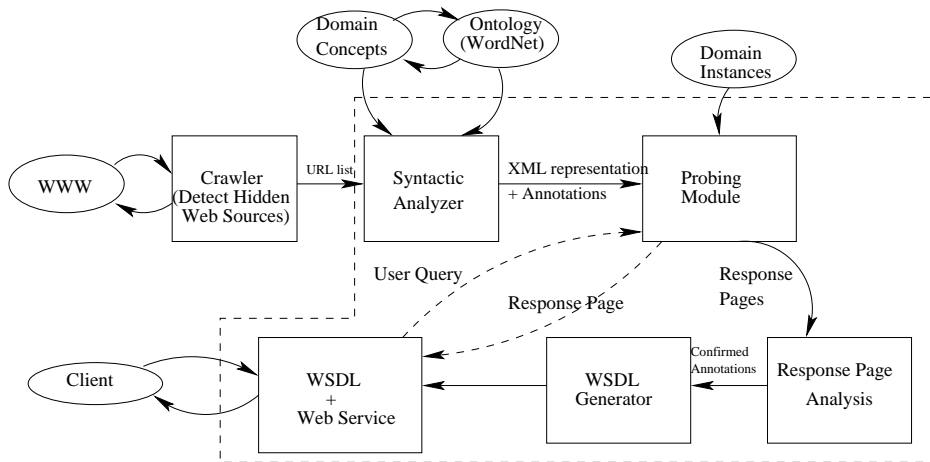 Domain
Concepts
Ontology
(WordNet)
Domain
Instances
WWW
Crawler
(Detect Hidden
Web Sources)
URL list
Syntactic
Analyzer
XML representation
+ Annotations
Probing
Module
User Query
Response Page
Response
Pages
Client
WSDL
+
Web Service
WSDL
Generator
Confirmed
Annotations
Response Page
Analysis